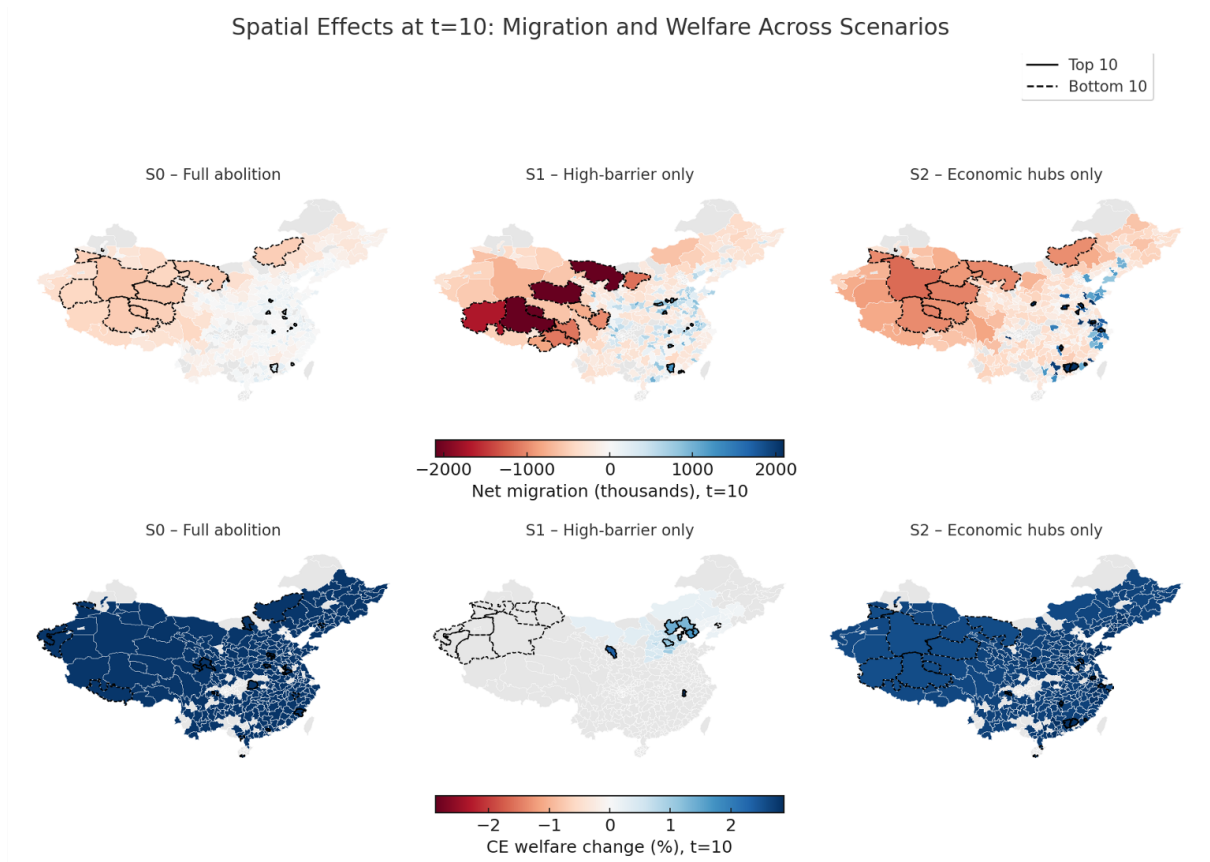 Spatial Effects at t=10: Migration and Welfare Across Scenarios
Top 10
Bottom 10
S0 – Full abolition
S1 – High-barrier only
S2 – Economic hubs only
−2000 −1000 0 1000 2000
Net migration (thousands), t=10
S0 – Full abolition
S1 – High-barrier only
S2 – Economic hubs only
−2 −1 0 1 2
CE welfare change (%), t=10